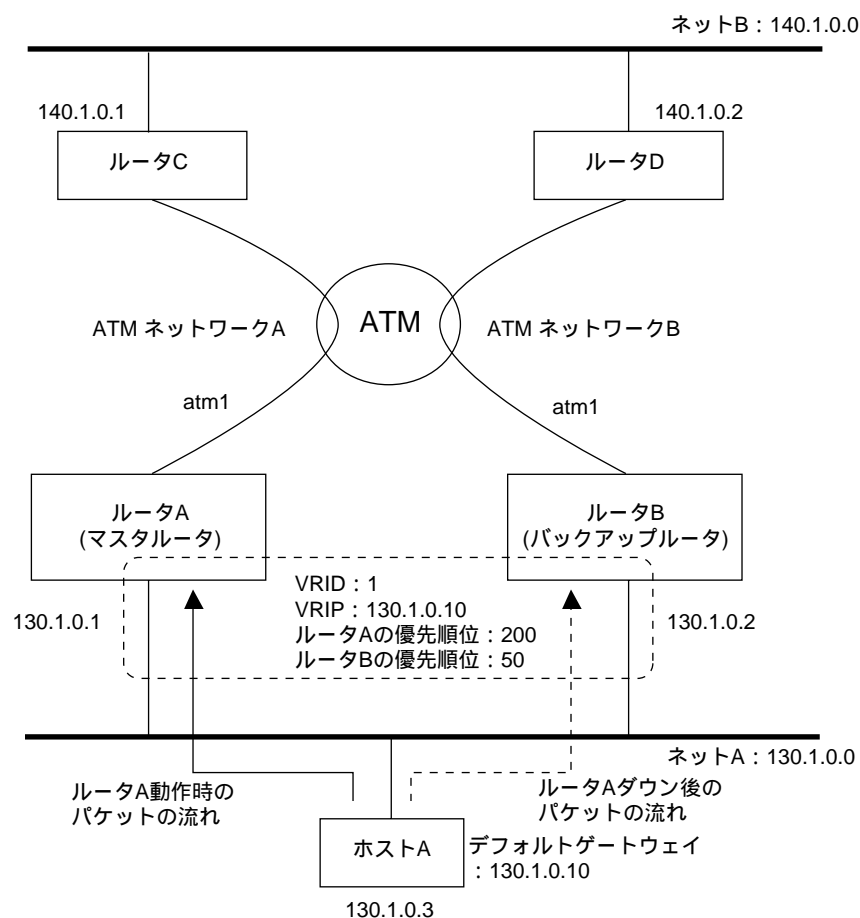 ネットB：140.1.0.0
140.1.0.1
140.1.0.2
ルータC
ルータD
ATM ネットワークA
ATM
ATM ネットワークB
atm1
atm1
ルータA
(マスタルータ)
ルータB
(バックアップルータ)
VRID：1
VRIP：130.1.0.10
ルータAの優先順位：200
ルータBの優先順位：50
130.1.0.1
130.1.0.2
ネットA：130.1.0.0
ルータA動作時の
パケットの流れ
ルータAダウン後の
パケットの流れ
ホストA
デフォルトゲートウェイ
：130.1.0.10
130.1.0.3